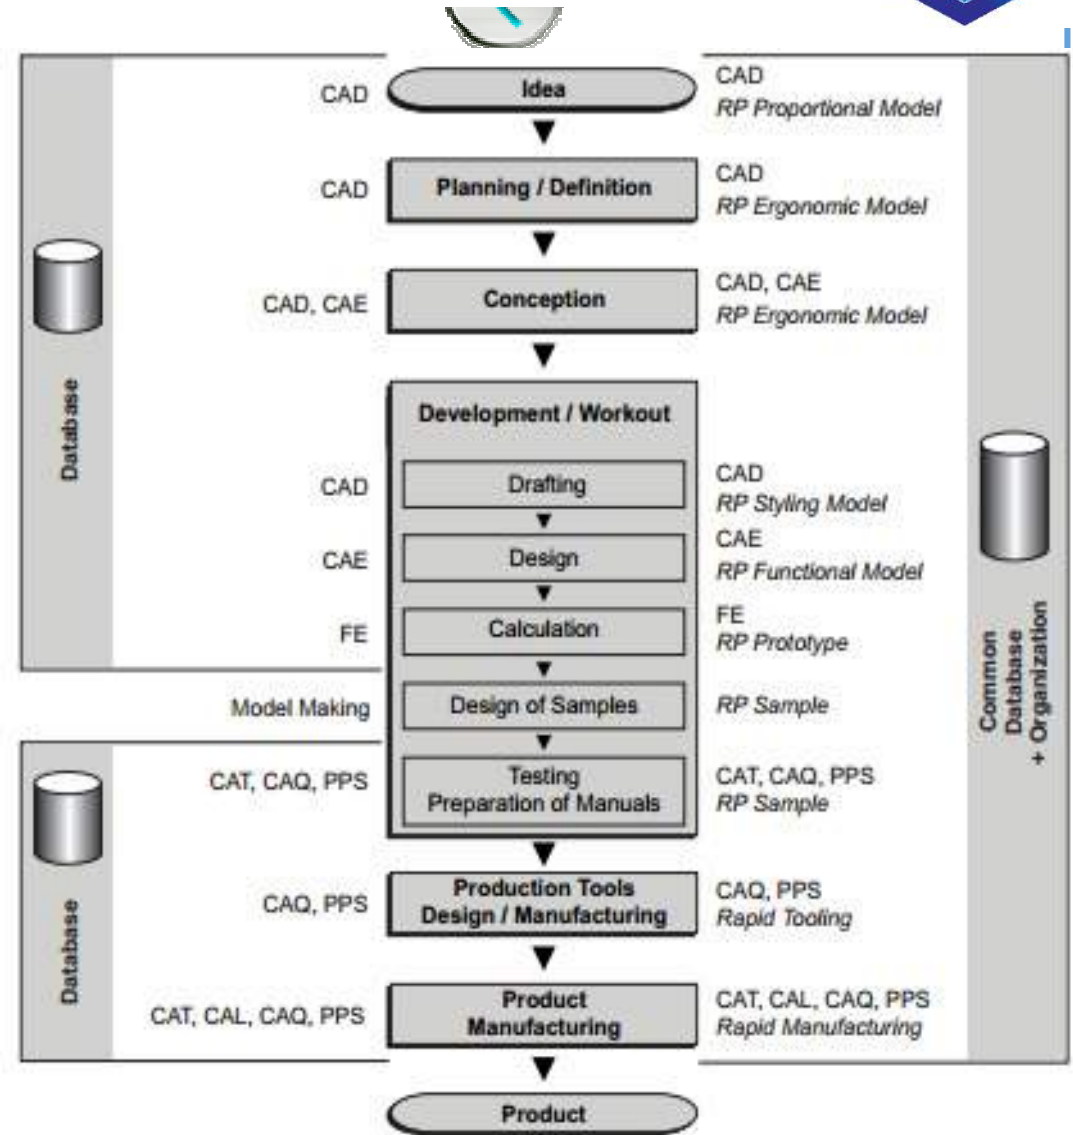 Idea
CAD
CAD
RP Proportional Model
Planning / Definition
CAD
CAD
RP Ergonomic Model
Conception
CAD, CAE
CAD, CAE
RP Ergonomic Model
Database
Development / Workout
CAD
Drafting
CAD
RP Styling Model
CAE
Design
CAE
RP Functional Model
FE
Calculation
FE
RP Prototype
Model Making
Design of Samples
RP Sample
Common
Database
+ Organization
CAT, CAQ, PPS
Testing
Preparation of Manuals
CAT, CAQ, PPS
RP Sample
CAQ, PPS
Production Tools
Design / Manufacturing
CAQ, PPS
Rapid Tooling
Database
CAT, CAL, CAQ, PPS
Product
Manufacturing
CAT, CAL, CAQ, PPS
Rapid Manufacturing
Product